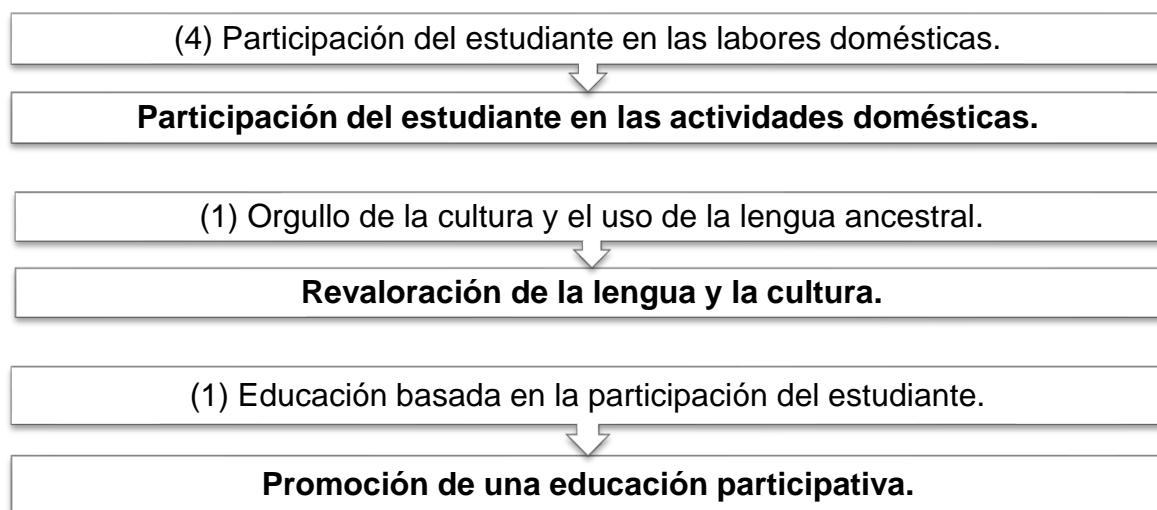 (4) Participación del estudiante en las labores domésticas.
Participación del estudiante en las actividades domésticas.
(1) Orgullo de la cultura y el uso de la lengua ancestral.
Revaloración de la lengua y la cultura.
(1) Educación basada en la participación del estudiante.
Promoción de una educación participativa.